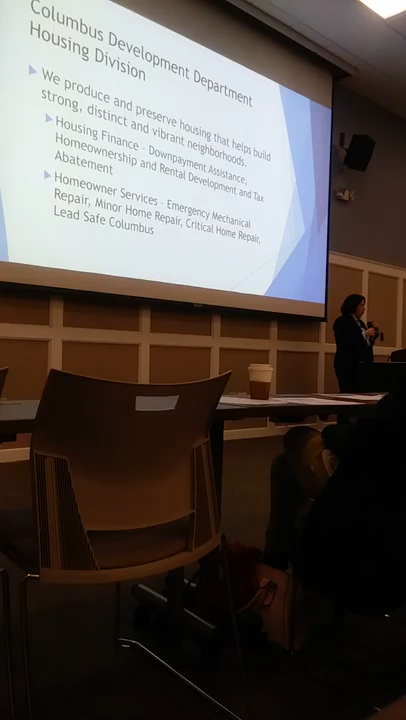 Columbus Development Department
Housing Division
We produce and preserve housing that helps build
strong, distinct and vibrant neighborhoods.
Housing Finance - Downpayment Assistance,
Homeownership and Rental Development and Tax
Abatement
Homeowner Services - Emergency Mechanical
Repair, Minor Home Repair, Critical Home Repair,
Lead Safe Columbus